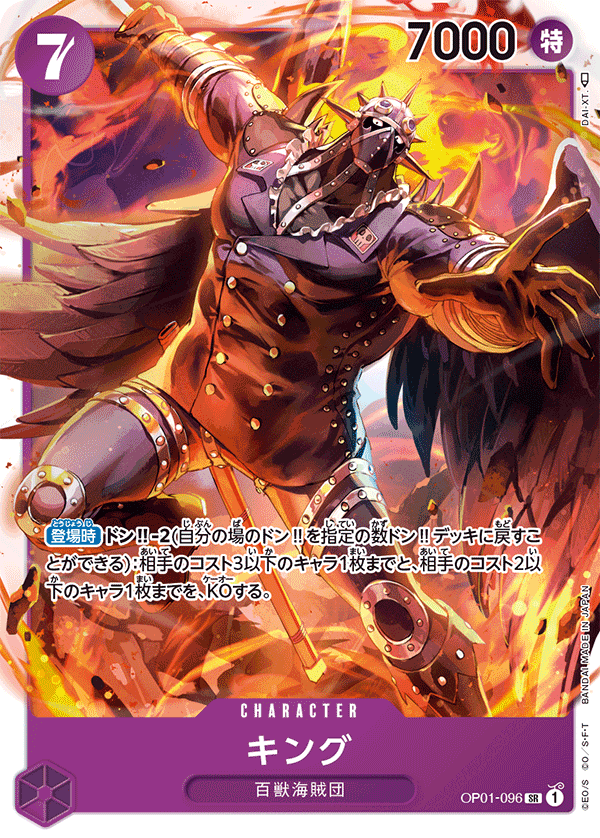 7
7000
特
DAI-XT.
登場時 ドン!!-2(自分の場のドン!!を指定の数ドン!!デッキに戻すこ
とができる):相手のコスト3以下のキャラ1枚までと、相手のコスト2以
下のキャラ1枚までを、KOする。
CHARACTER
キング
百獣海賊団
OP01-096 SR 1
©E.O/S ©O/S・F・T BANDAI MADE IN JAPAN